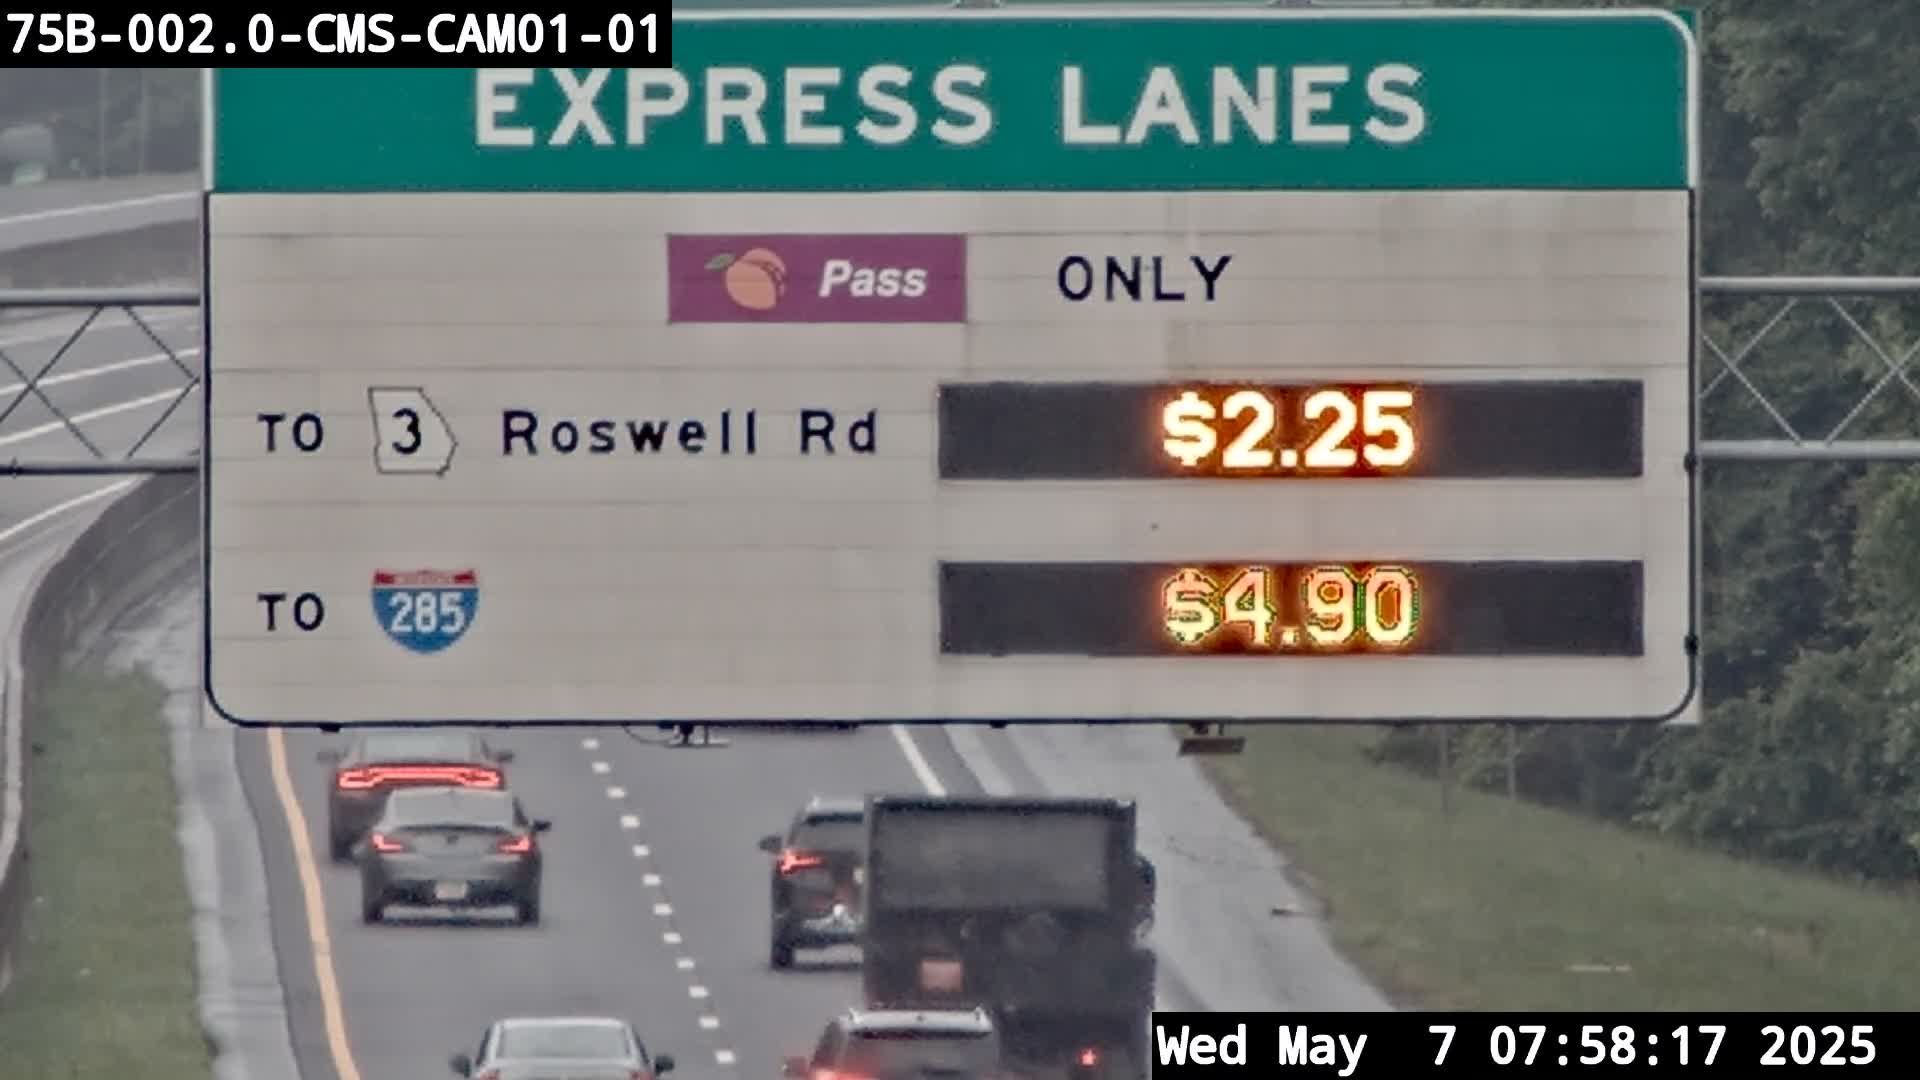 75B-002.0-CMS-CAM01-01
EXPRESS LANES
Pass ONLY
TO 3 Roswell Rd $2.25
TO 285 $4.90
Wed May 7 07:58:17 2025